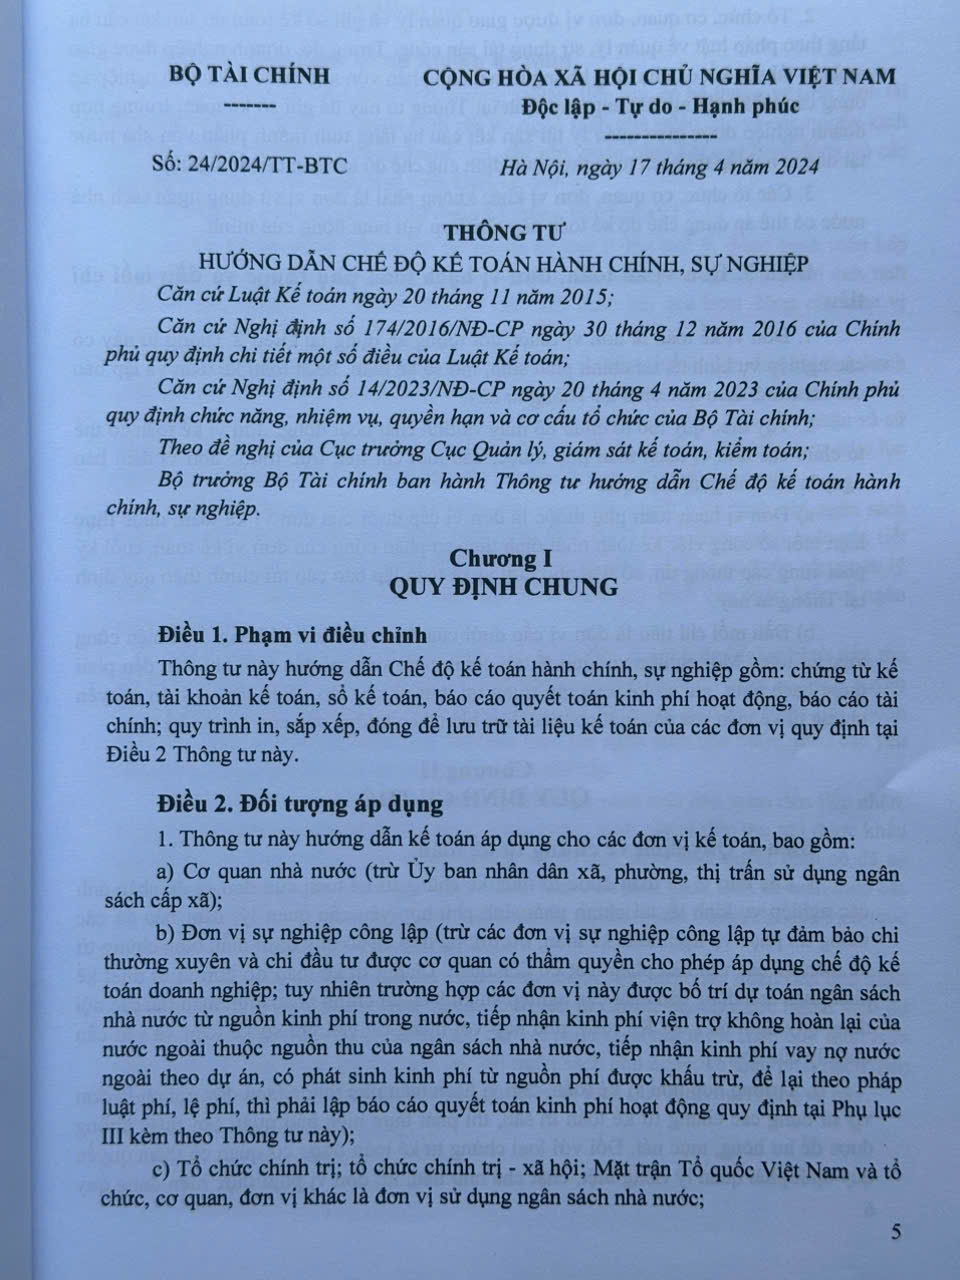 BỘ TÀI CHÍNH
--------
CỘNG HÒA XÃ HỘI CHỦ NGHĨA VIỆT NAM
Độc lập - Tự do - Hạnh phúc
-----------------
Số: 24/2024/TT-BTC
Hà Nội, ngày 17 tháng 4 năm 2024
THÔNG TƯ
HƯỚNG DẪN CHẾ ĐỘ KẾ TOÁN HÀNH CHÍNH, SỰ NGHIỆP
Căn cứ Luật Kế toán ngày 20 tháng 11 năm 2015;
Căn cứ Nghị định số 174/2016/NĐ-CP ngày 30 tháng 12 năm 2016 của Chính
phủ quy định chi tiết một số điều của Luật Kế toán;
Căn cứ Nghị định số 14/2023/NĐ-CP ngày 20 tháng 4 năm 2023 của Chính phủ
quy định chức năng, nhiệm vụ, quyền hạn và cơ cấu tổ chức của Bộ Tài chính;
Theo đề nghị của Cục trưởng Cục Quản lý, giám sát kế toán, kiểm toán;
Bộ trưởng Bộ Tài chính ban hành Thông tư hướng dẫn Chế độ kế toán hành
chính, sự nghiệp.
Chương I
QUY ĐỊNH CHUNG
Điều 1. Phạm vi điều chỉnh
Thông tư này hướng dẫn Chế độ kế toán hành chính, sự nghiệp gồm: chứng từ kế
toán, tài khoản kế toán, sổ kế toán, báo cáo quyết toán kinh phí hoạt động, báo cáo tài
chính; quy trình in, sắp xếp, đóng để lưu trữ tài liệu kế toán của các đơn vị quy định tại
Điều 2 Thông tư này.
Điều 2. Đối tượng áp dụng
1. Thông tư này hướng dẫn kế toán áp dụng cho các đơn vị kế toán, bao gồm:
a) Cơ quan nhà nước (trừ Ủy ban nhân dân xã, phường, thị trấn sử dụng ngân
sách cấp xã);
b) Đơn vị sự nghiệp công lập (trừ các đơn vị sự nghiệp công lập tự đảm bảo chi
thường xuyên và chi đầu tư được cơ quan có thẩm quyền cho phép áp dụng chế độ kế
toán doanh nghiệp; tuy nhiên trường hợp các đơn vị này được bố trí dự toán ngân sách
nhà nước từ nguồn kinh phí trong nước, tiếp nhận kinh phí viện trợ không hoàn lại của
nước ngoài thuộc nguồn thu của ngân sách nhà nước, tiếp nhận kinh phí vay nợ nước
ngoài theo dự án, có phát sinh kinh phí từ nguồn phí được khấu trừ, để lại theo pháp
luật phí, lệ phí, thì phải lập báo cáo quyết toán kinh phí hoạt động quy định tại Phụ lục
III kèm theo Thông tư này);
c) Tổ chức chính trị; tổ chức chính trị - xã hội; Mặt trận Tổ quốc Việt Nam và tổ
chức, cơ quan, đơn vị khác là đơn vị sử dụng ngân sách nhà nước;
5